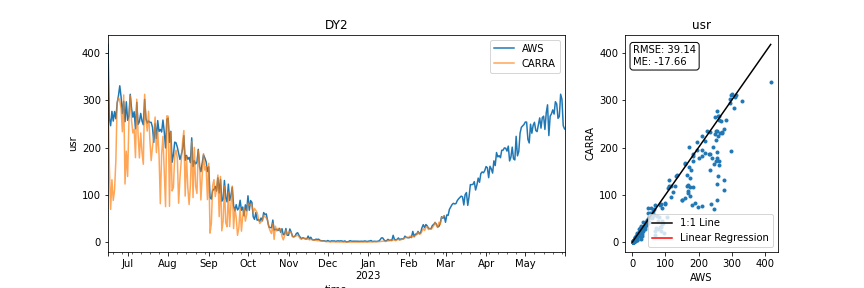 DY2
usr
400
300
200
100
0
usr
AWS
CARRA
Jul
Aug
Sep
Oct
Nov
Dec
Jan
2023
Feb
Mar
Apr
May
time
usr
400
300
200
100
0
CARRA
RMSE: 39.14
ME: -17.66
1:1 Line
Linear Regression
0
100
200
300
400
AWS